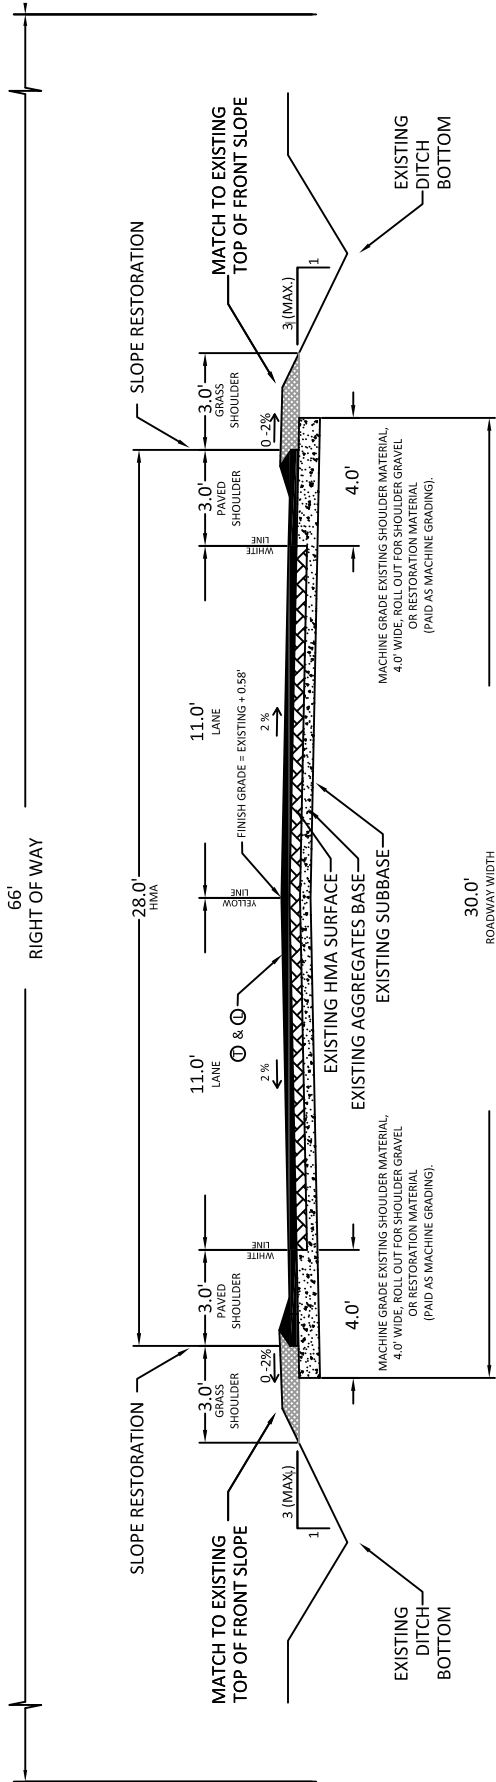 66'
RIGHT OF WAY
SLOPE RESTORATION
28.0'
HMA
SLOPE RESTORATION
MATCH TO EXISTING
TOP OF FRONT SLOPE
3.0'
GRASS
SHOULDER
3.0'
PAVED
SHOULDER
11.0'
LANE
11.0'
LANE
3.0'
PAVED
SHOULDER
3.0'
GRASS
SHOULDER
MATCH TO EXISTING
TOP OF FRONT SLOPE
0 -2%
WHITE
LINE
2 %
T & L
YELLOW
LINE
FINISH GRADE = EXISTING + 0.58'
2 %
WHITE
LINE
0 -2%
3 (MAX.)
1
3 (MAX.)
1
4.0'
EXISTING HMA SURFACE
EXISTING AGGREGATES BASE
EXISTING SUBBASE
4.0'
EXISTING
DITCH
BOTTOM
MACHINE GRADE EXISTING SHOULDER MATERIAL,
4.0' WIDE, ROLL OUT FOR SHOULDER GRAVEL
OR RESTORATION MATERIAL
(PAID AS MACHINE GRADING).
MACHINE GRADE EXISTING SHOULDER MATERIAL,
4.0' WIDE, ROLL OUT FOR SHOULDER GRAVEL
OR RESTORATION MATERIAL
(PAID AS MACHINE GRADING).
EXISTING
DITCH
BOTTOM
30.0'
ROADWAY WIDTH